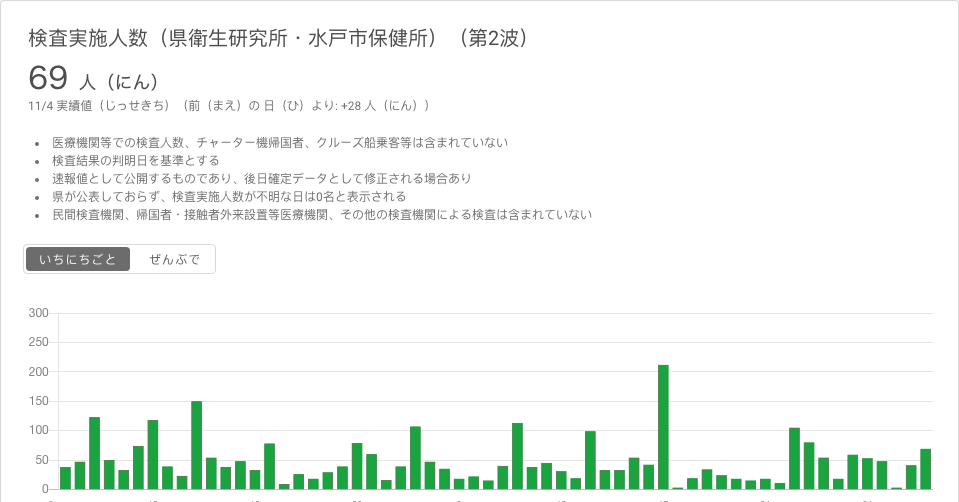 検査実施人数（県衛生研究所・水戸市保健所）（第2波）
69 人（にん）
11/4 実績値（じっせきち）（前（まえ）の 日（ひ）より: +28 人（にん））
医療機関等での検査人数、チャーター機帰国者、クルーズ船乗客等は含まれていない
検査結果の判明日を基準とする
速報値として公開するものであり、後日確定データとして修正される場合あり
県が公表しておらず、検査実施人数が不明な日は0名と表示される
民間検査機関、帰国者・接触者外来設置等医療機関、その他の検査機関による検査は含まれていない
いちにちごと ぜんぶで
300
250
200
150
100
50
0